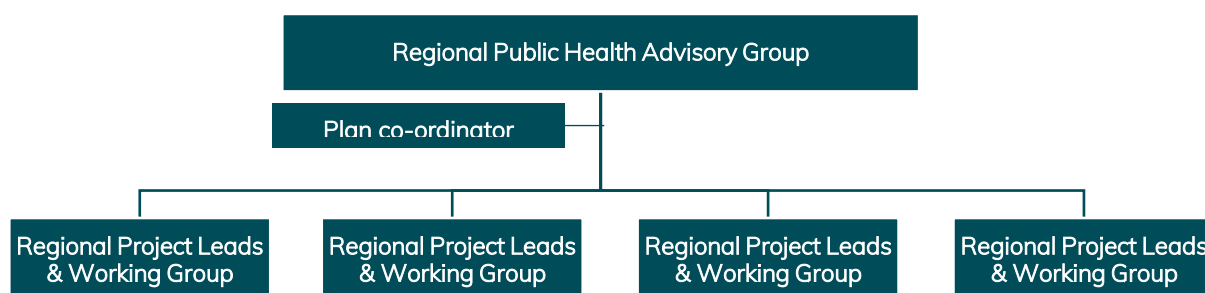 Regional Public Health Advisory Group
Plan co-ordinator
Regional Project Leads
& Working Group
Regional Project Leads
& Working Group
Regional Project Leads
& Working Group
Regional Project Leads
& Working Group